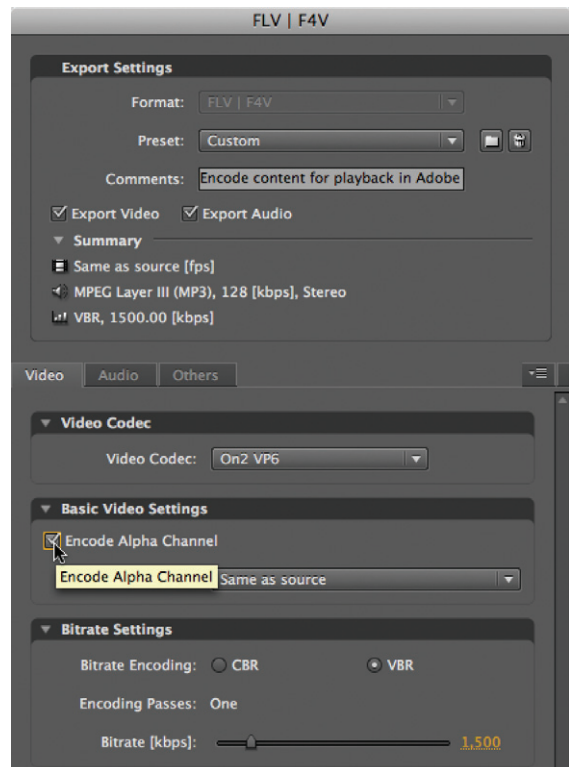 FLV | F4V
Export Settings
Format: FLV | F4V
Preset: Custom
Comments: Encode content for playback in Adobe
Export Video Export Audio
Summary
Same as source [fps]
MPEG Layer III (MP3), 128 [kbps], Stereo
VBR, 1500.00 [kbps]
Video Audio Others
Video Codec
Video Codec: On2 VP6
Basic Video Settings
Encode Alpha Channel
Encode Alpha Channel Same as source
Bitrate Settings
Bitrate Encoding: CBR VBR
Encoding Passes: One
Bitrate [kbps]: 1,500